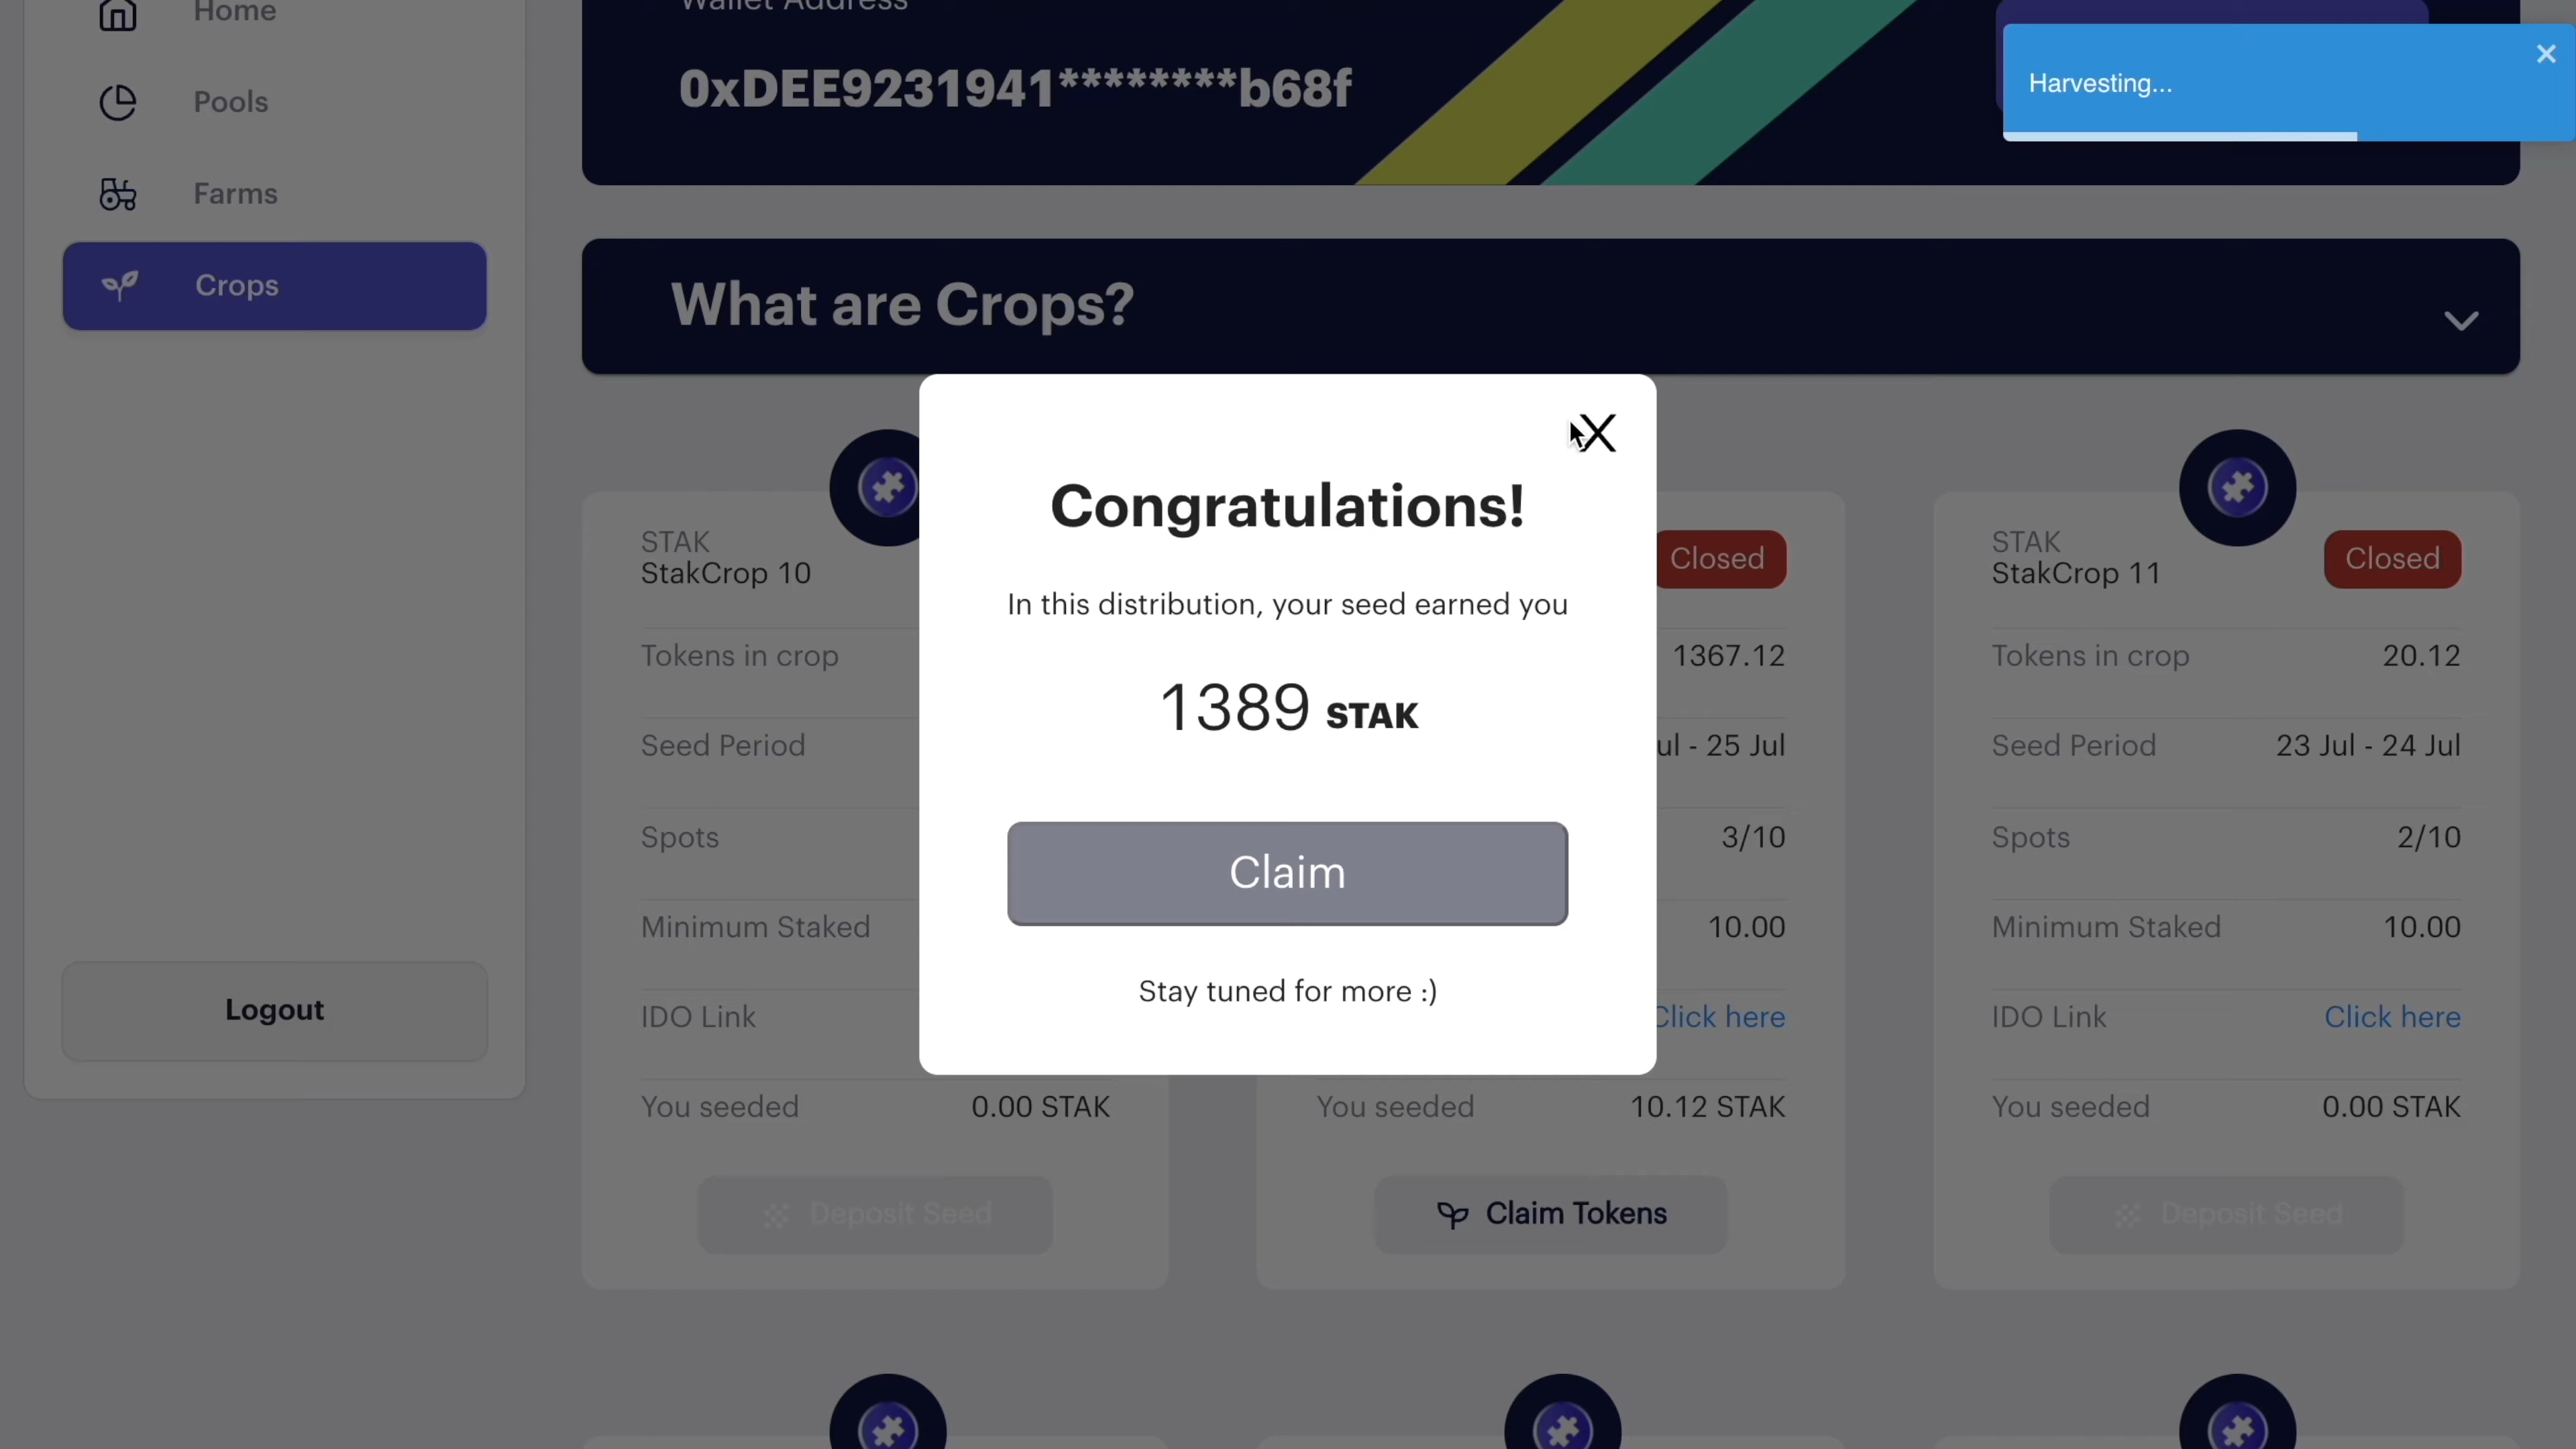 Home
Wallet Address
Harvesting...
Pools
0xDEE9231941********b68f
Farms
Crops
What are Crops?
Congratulations!
In this distribution, your seed earned you
1389 STAK
Claim
Stay tuned for more :)
STAK
StakCrop 10
Tokens in crop
Seed Period
Spots
Minimum Staked
IDO Link
You seeded 0.00 STAK
Deposit Seed
Closed
1367.12
- 25 Jul
3/10
10.00
Click here
You seeded 10.12 STAK
Claim Tokens
STAK
StakCrop 11
Closed
Tokens in crop 20.12
Seed Period 23 Jul - 24 Jul
Spots 2/10
Minimum Staked 10.00
IDO Link Click here
You seeded 0.00 STAK
Deposit Seed
Logout